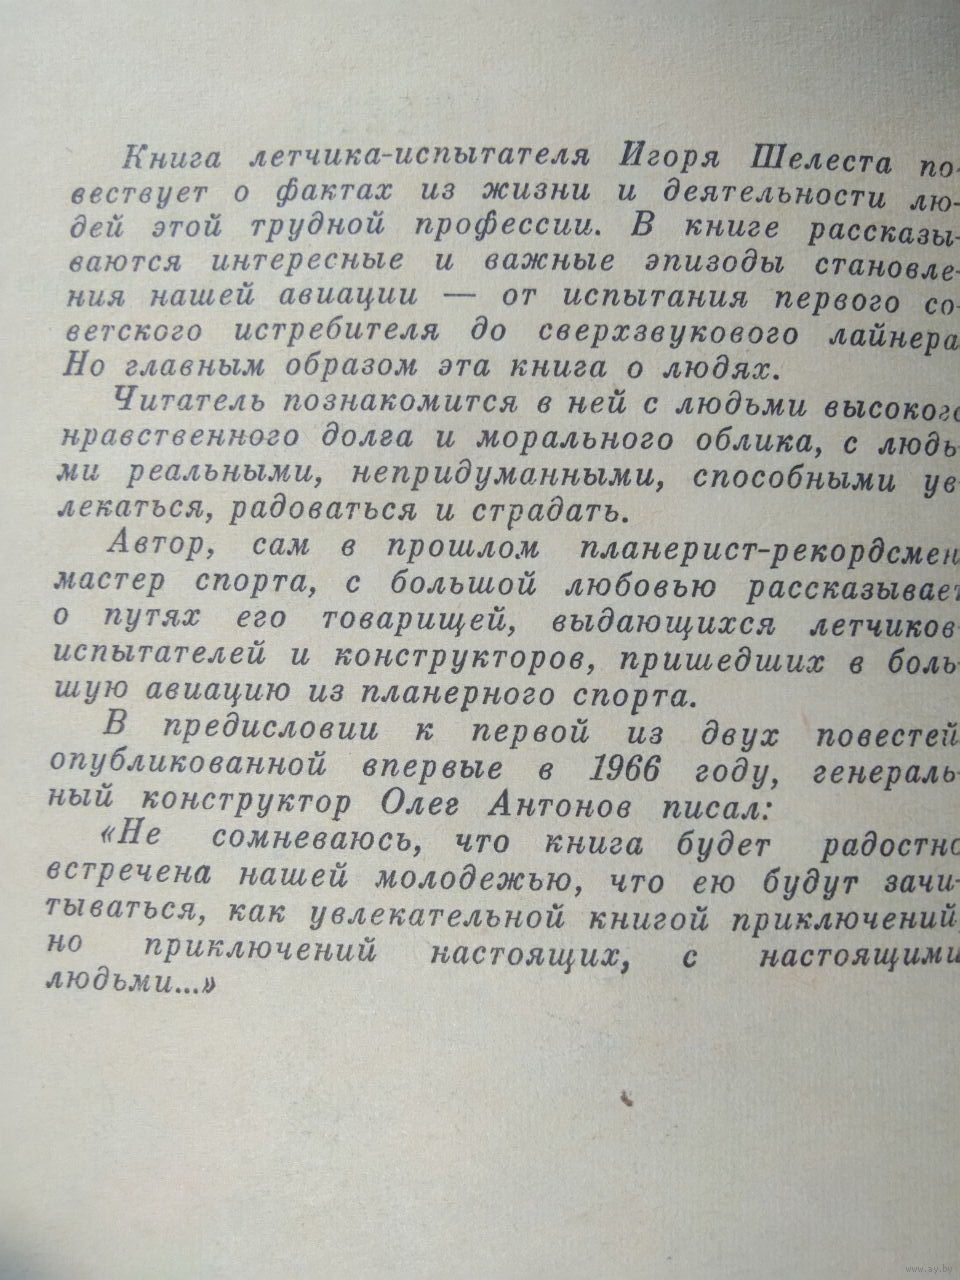 Книга летчика-испытателя Игоря Шелеста по-
вествует о фактах из жизни и деятельности лю-
дей этой трудной профессии. В книге рассказы-
ваются интересные и важные эпизоды становле-
ния нашей авиации — от испытания первого со-
ветского истребителя до сверхзвукового лайнера
Но главным образом эта книга о людях.
Читатель познакомится в ней с людьми высокого
нравственного долга и морального облика, с людь
ми реальными, непридуманными, способными ув
лекаться, радоваться и страдать.
Автор, сам в прошлом планерист-рекордсмен,
мастер спорта, с большой любовью рассказывает
о путях его товарищей, выдающихся летчиков-
испытателей и конструкторов, пришедших в боль
шую авиацию из планерного спорта.
В предисловии к первой из двух повестей,
опубликованной впервые в 1966 году, генераль-
ный конструктор Олег Антонов писал:
«Не сомневаюсь, что книга будет радостно
встречена нашей молодежью, что ею будут зачи-
тываться, как увлекательной книгой приключений,
но приключений настоящих, с настоящими
людьми...»
www.ay.by